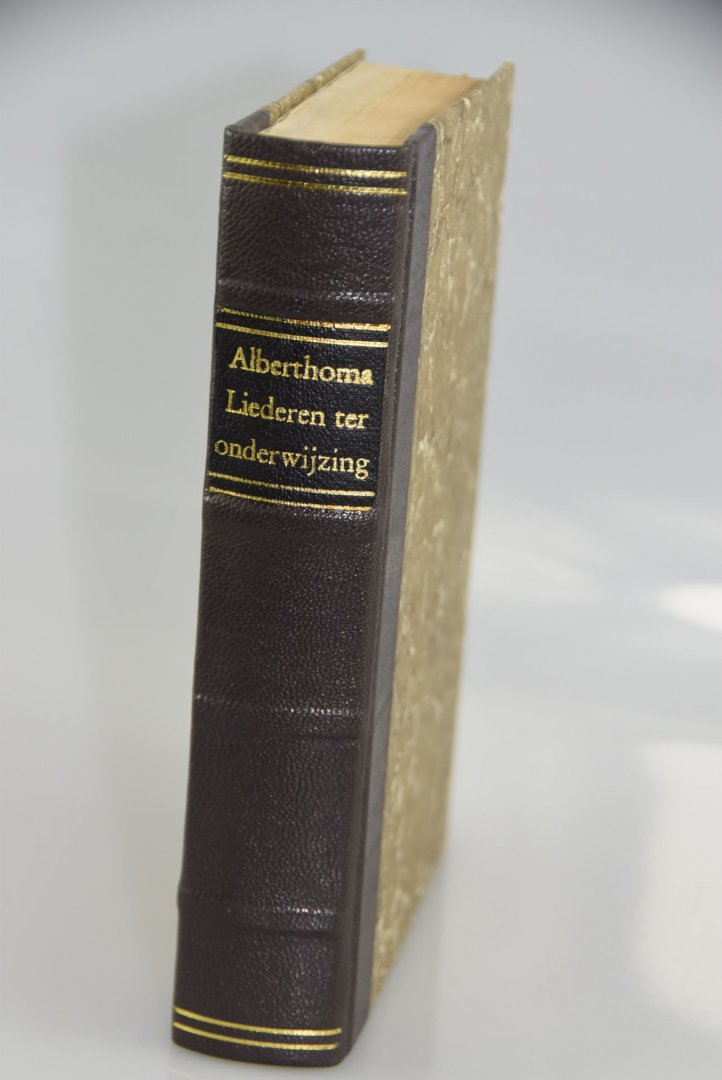 Alberthoma
Liederen ter
onderwijzing